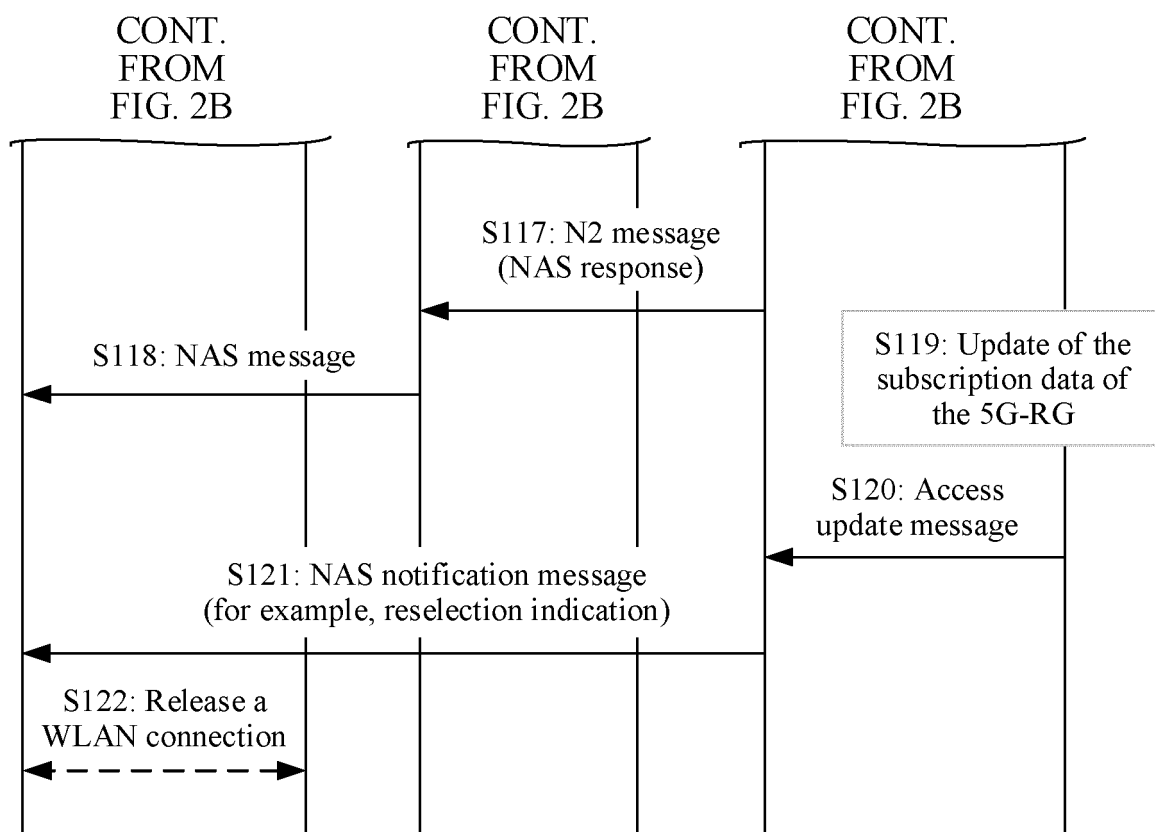 CONT.
FROM
FIG. 2B
CONT.
FROM
FIG. 2B
CONT.
FROM
FIG. 2B
S117: N2 message
(NAS response)
S118: NAS message
S119: Update of the
subscription data of
the 5G-RG
S120: Access
update message
S121: NAS notification message
(for example, reselection indication)
S122: Release a
WLAN connection